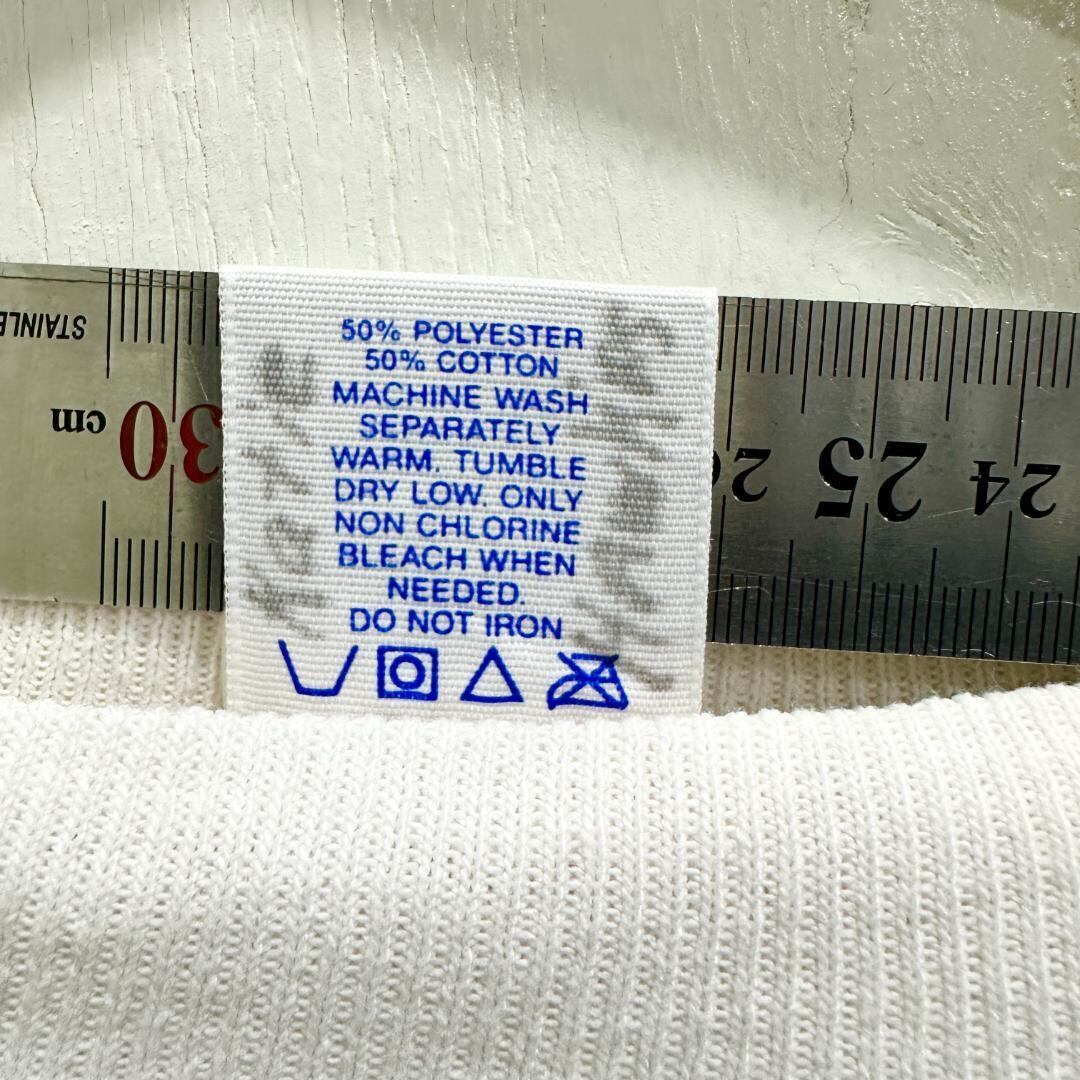 50% POLYESTER
50% COTTON
MACHINE WASH
SEPARATELY
WARM. TUMBLE
DRY LOW. ONLY
NON CHLORINE
BLEACH WHEN
NEEDED.
DO NOT IRON
24 25
30 cm